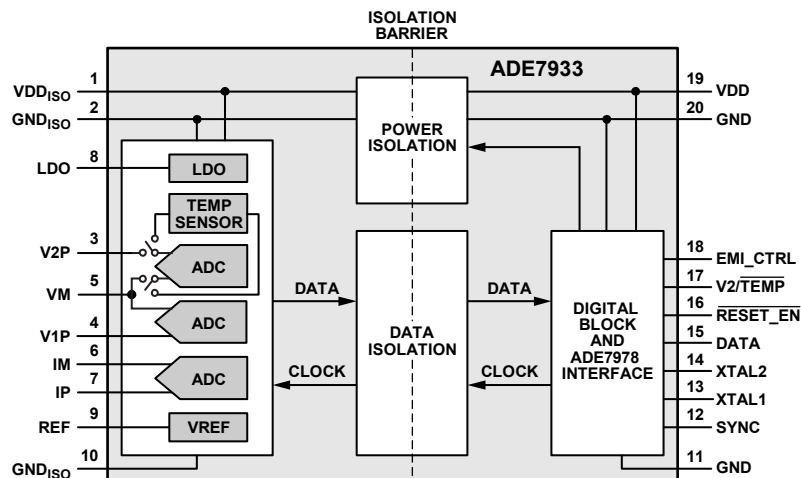 ISOLATION
BARRIER
ADE7933
1
VDDISO
2
GNDISO
8
LDO
3
V2P
5
VM
4
V1P
6
IM
7
IP
9
REF
10
GNDISO
LDO
TEMP
SENSOR
ADC
ADC
ADC
VREF
POWER
ISOLATION
DATA
CLOCK
DATA
ISOLATION
DATA
CLOCK
DIGITAL
BLOCK
AND
ADE7978
INTERFACE
19
VDD
20
GND
18
EMI_CTRL
17
V2/TEMP
16
RESET_EN
15
DATA
14
XTAL2
13
XTAL1
12
SYNC
11
GND